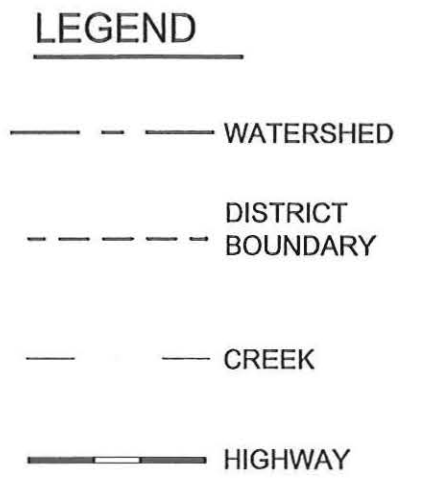 LEGEND
WATERSHED
DISTRICT
BOUNDARY
CREEK
HIGHWAY